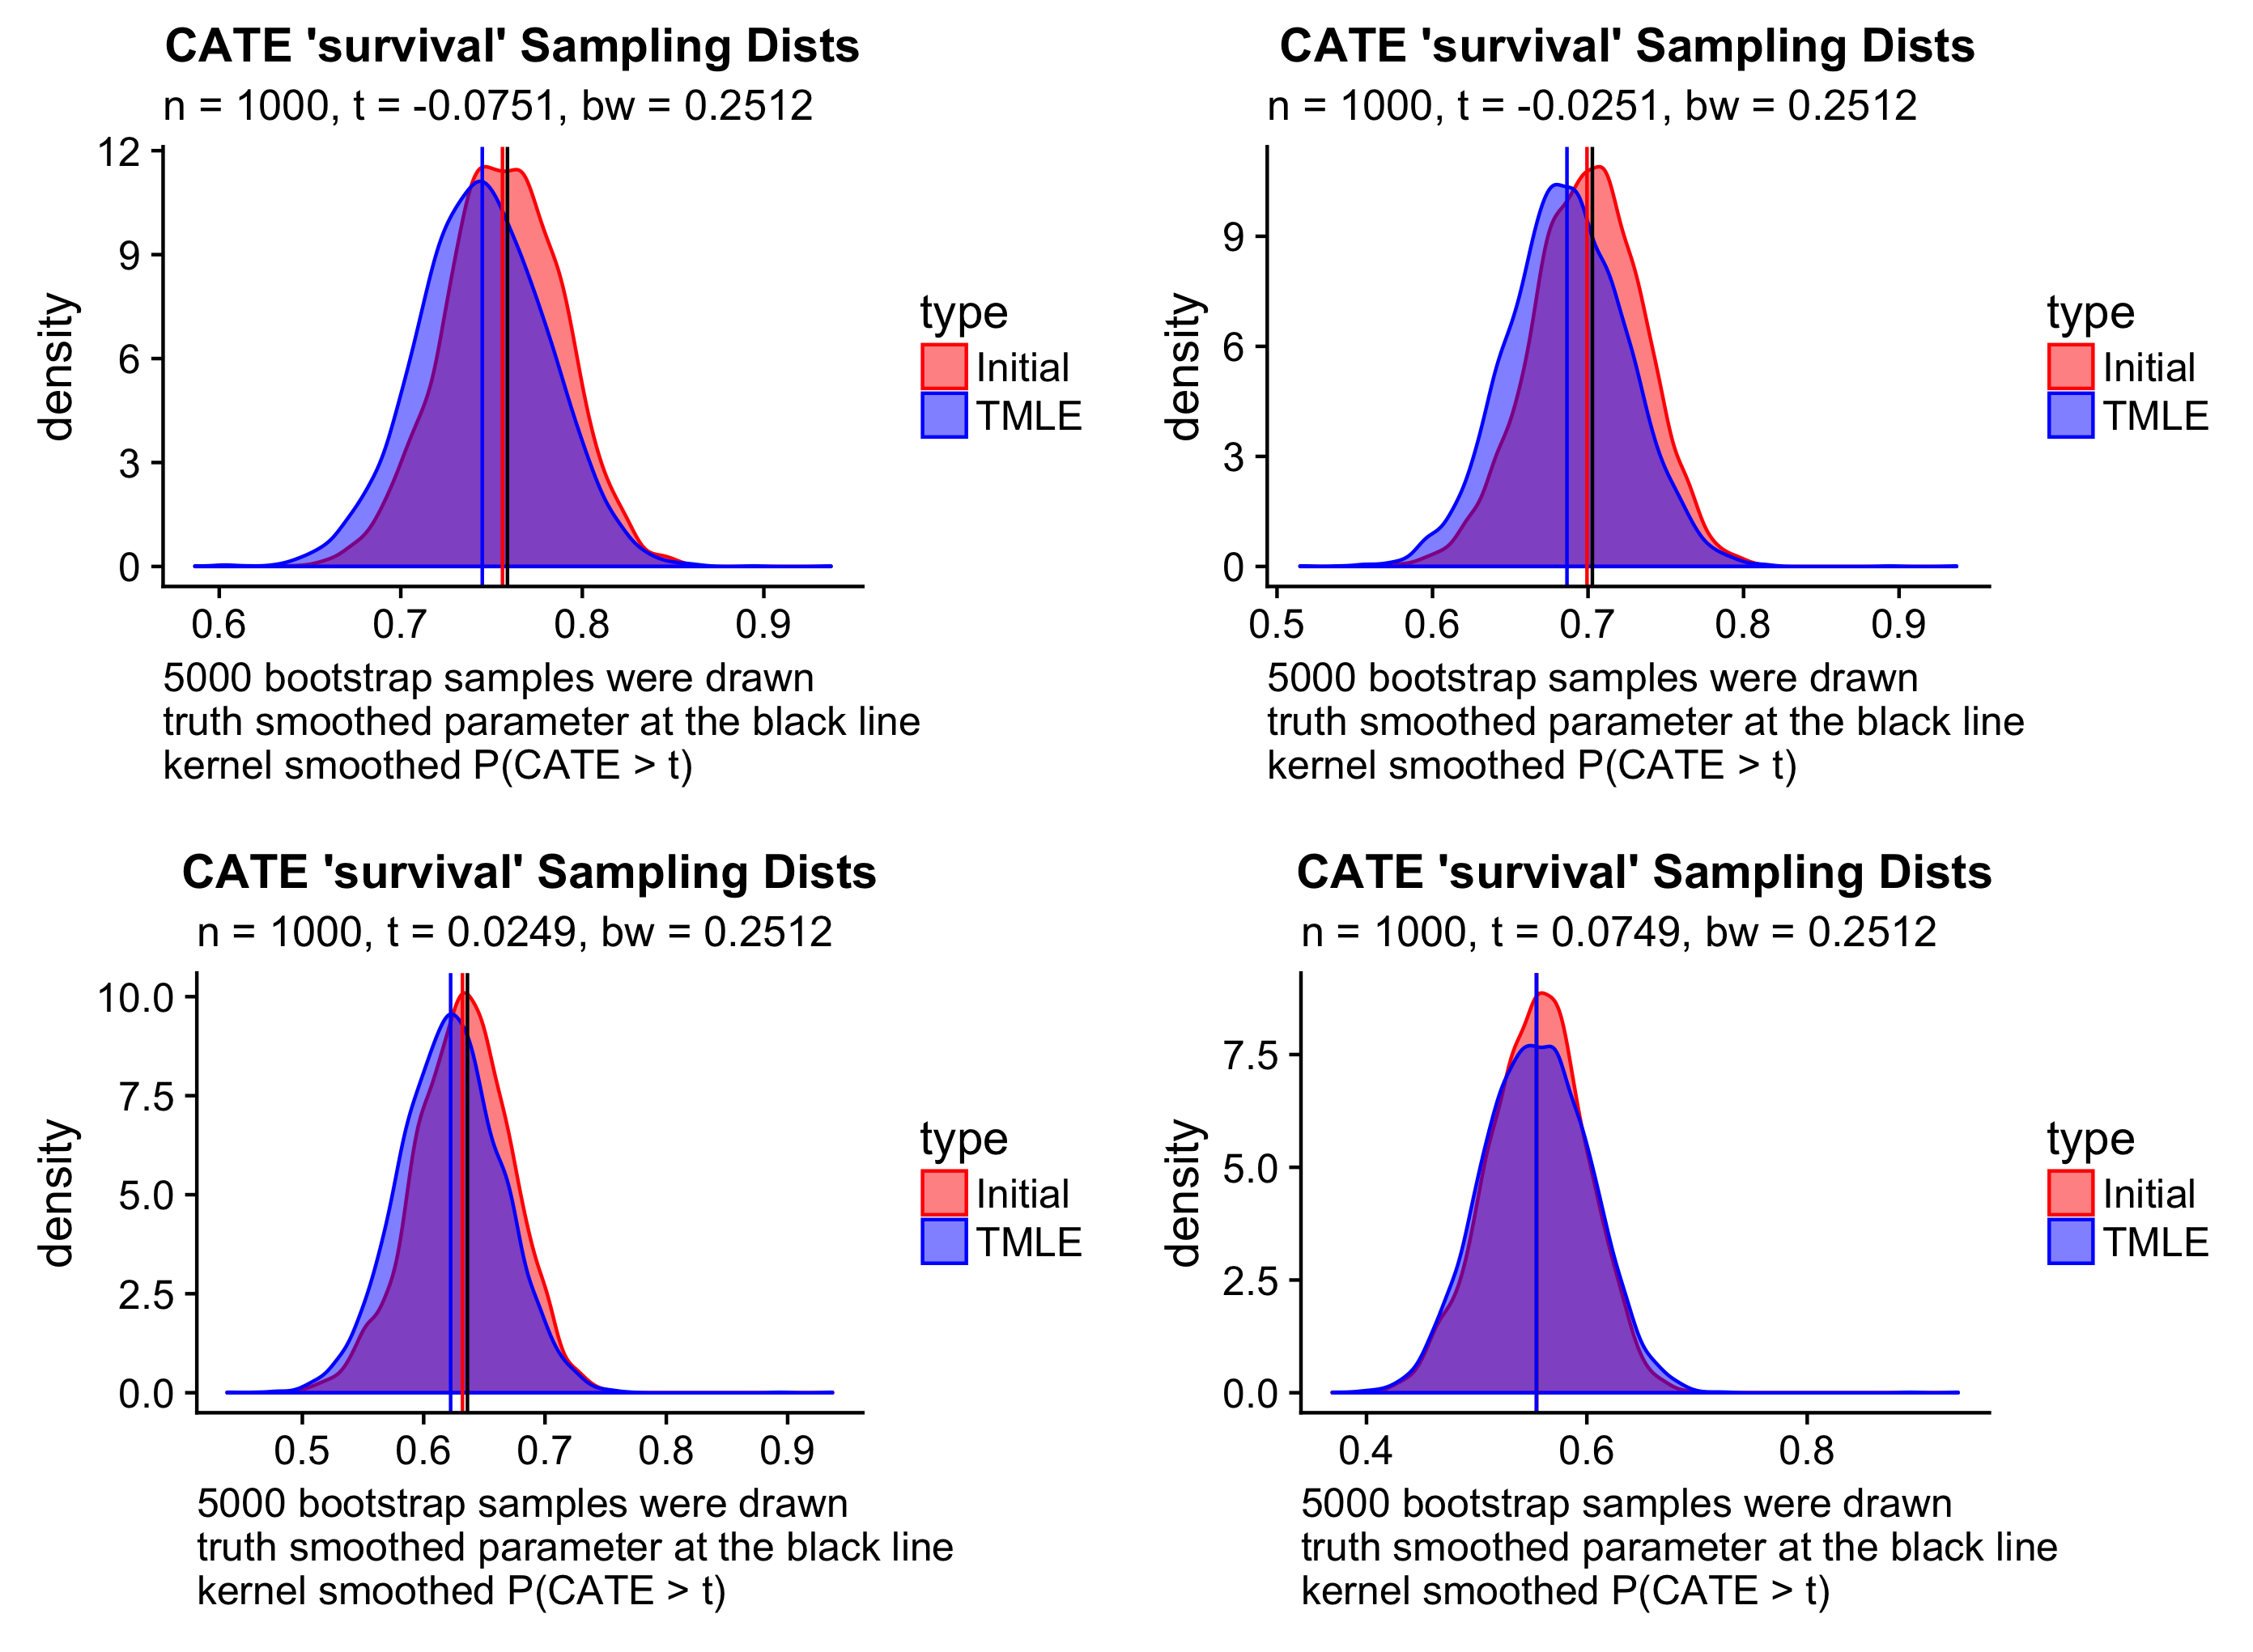 CATE 'survival' Sampling Dists
n = 1000, t = -0.0751, bw = 0.2512
12
9
6
3
0
density
0.6 0.7 0.8 0.9
type
Initial
TMLE
5000 bootstrap samples were drawn
truth smoothed parameter at the black line
kernel smoothed P(CATE > t)
CATE 'survival' Sampling Dists
n = 1000, t = -0.0251, bw = 0.2512
9
6
3
0
density
0.5 0.6 0.7 0.8 0.9
type
Initial
TMLE
5000 bootstrap samples were drawn
truth smoothed parameter at the black line
kernel smoothed P(CATE > t)
CATE 'survival' Sampling Dists
n = 1000, t = 0.0249, bw = 0.2512
10.0
7.5
5.0
2.5
0.0
density
0.5 0.6 0.7 0.8 0.9
type
Initial
TMLE
5000 bootstrap samples were drawn
truth smoothed parameter at the black line
kernel smoothed P(CATE > t)
CATE 'survival' Sampling Dists
n = 1000, t = 0.0749, bw = 0.2512
7.5
5.0
2.5
0.0
density
0.4 0.6 0.8
type
Initial
TMLE
5000 bootstrap samples were drawn
truth smoothed parameter at the black line
kernel smoothed P(CATE > t)